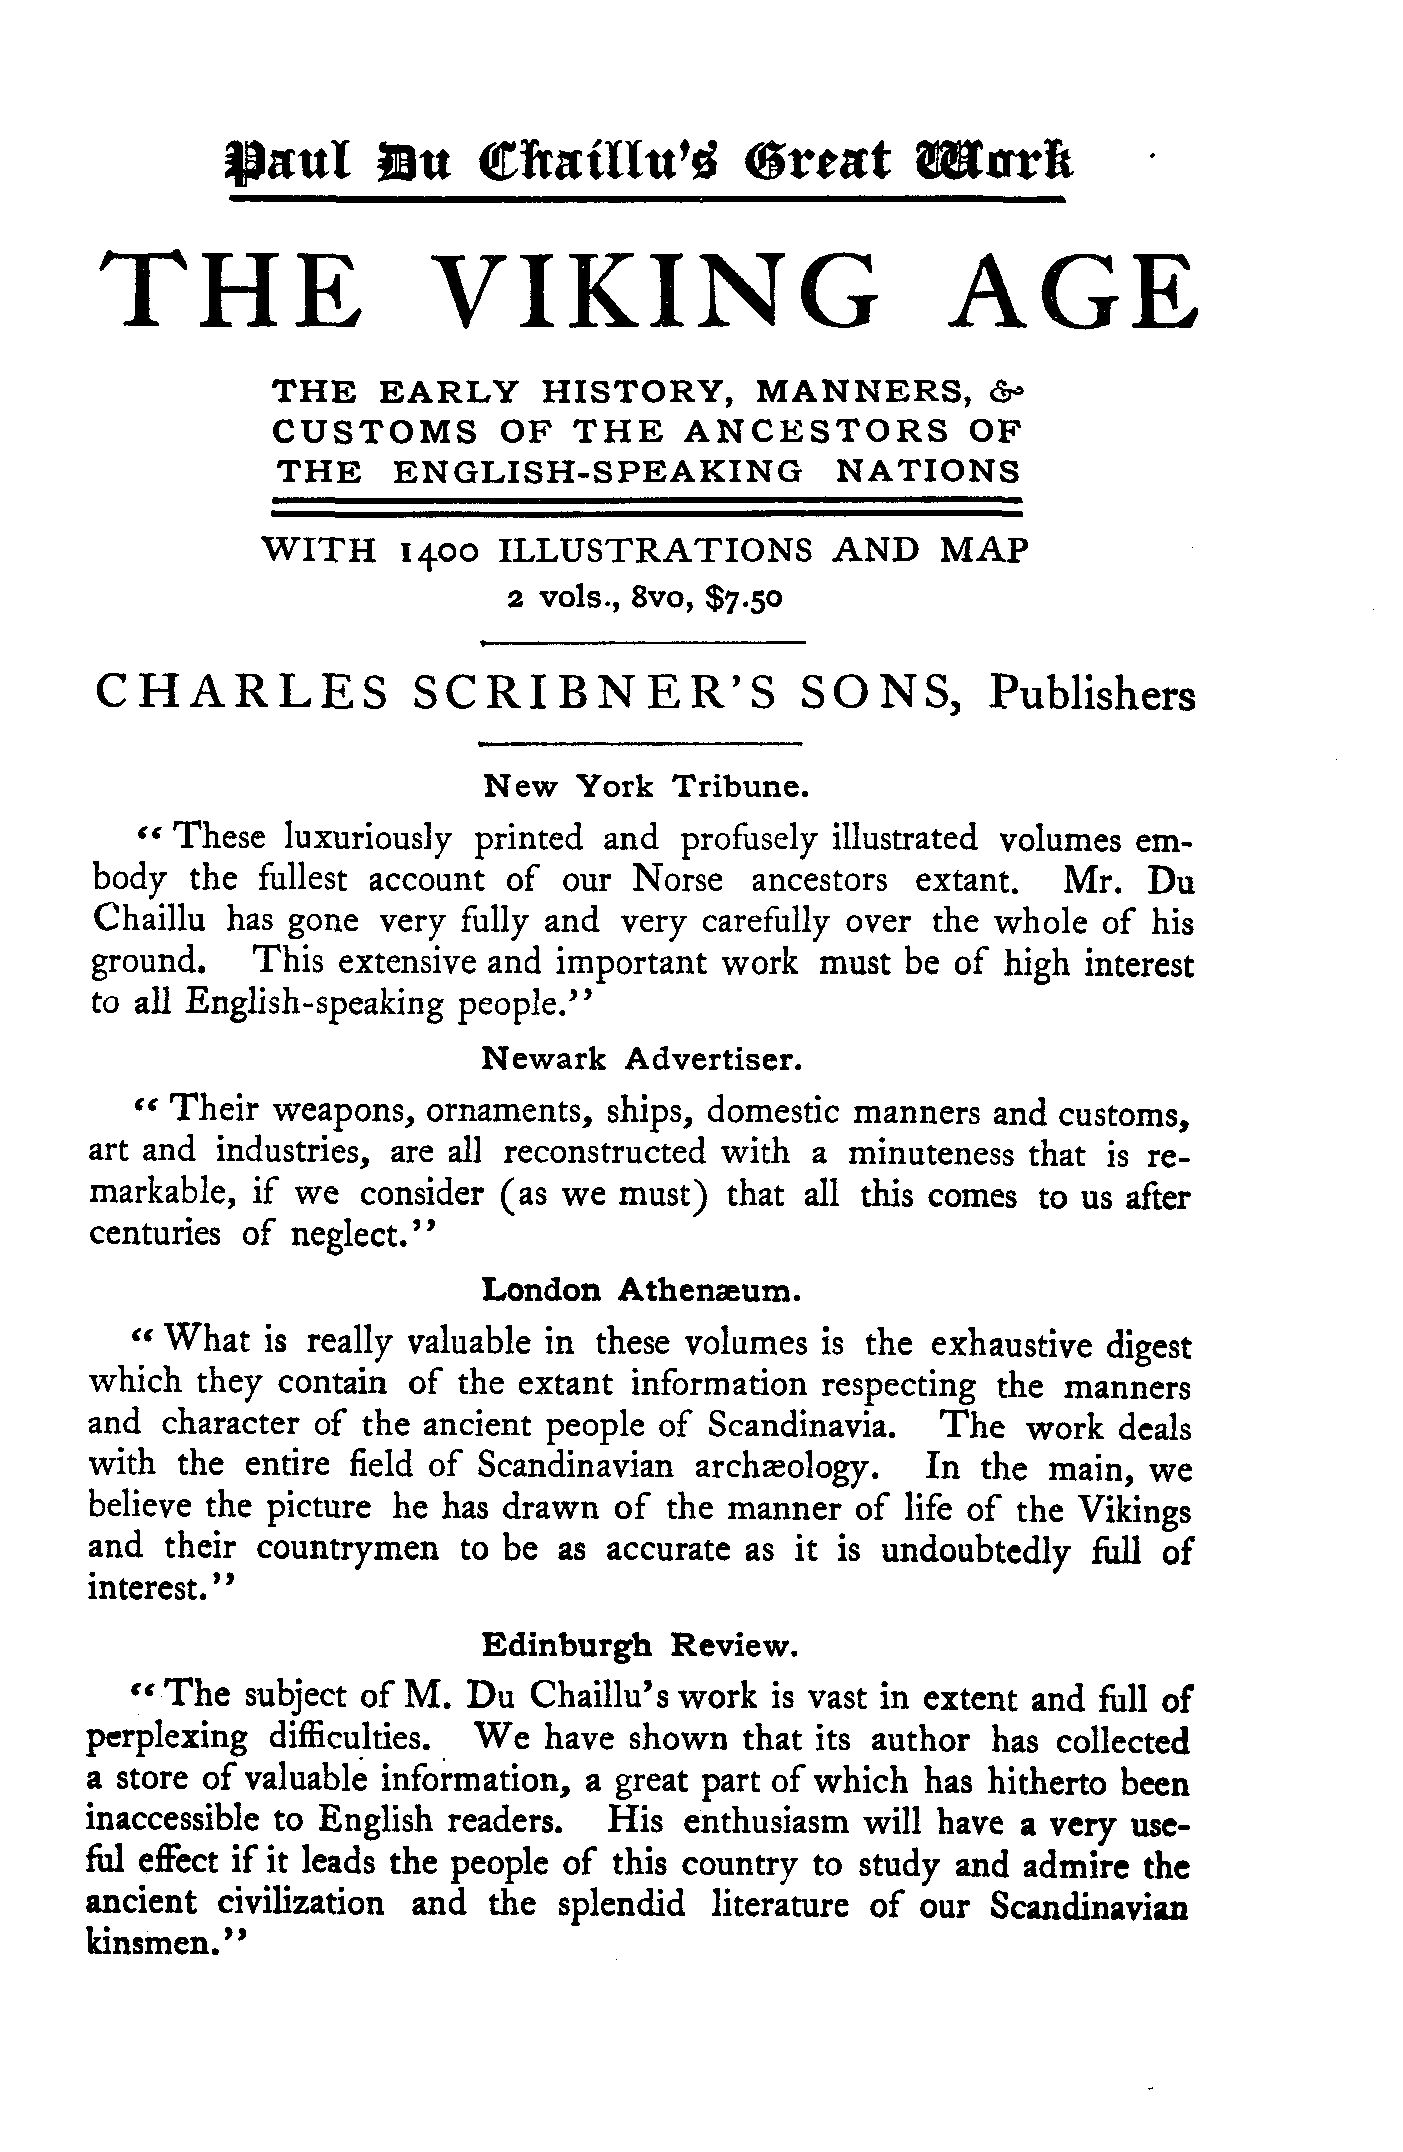 Paul Du Chaillu's Great Work
THE VIKING AGE
THE EARLY HISTORY, MANNERS, &
CUSTOMS OF THE ANCESTORS OF
THE ENGLISH-SPEAKING NATIONS
WITH 1400 ILLUSTRATIONS AND MAP
2 vols., 8vo, $7.50
CHARLES SCRIBNER'S SONS, Publishers
New York Tribune.
“These luxuriously printed and profusely illustrated volumes em-
body the fullest account of our Norse ancestors extant. Mr. Du
Chaillu has gone very fully and very carefully over the whole of his
ground. This extensive and important work must be of high interest
to all English-speaking people.”
Newark Advertiser.
“Their weapons, ornaments, ships, domestic manners and customs,
art and industries, are all reconstructed with a minuteness that is re-
markable, if we consider (as we must) that all this comes to us after
centuries of neglect.”
London Athenæum.
“What is really valuable in these volumes is the exhaustive digest
which they contain of the extant information respecting the manners
and character of the ancient people of Scandinavia. The work deals
with the entire field of Scandinavian archæology. In the main, we
believe the picture he has drawn of the manner of life of the Vikings
and their countrymen to be as accurate as it is undoubtedly full of
interest.”
Edinburgh Review.
“The subject of M. Du Chaillu's work is vast in extent and full of
perplexing difficulties. We have shown that its author has collected
a store of valuable information, a great part of which has hitherto been
inaccessible to English readers. His enthusiasm will have a very use-
ful effect if it leads the people of this country to study and admire the
ancient civilization and the splendid literature of our Scandinavian
kinsmen.”